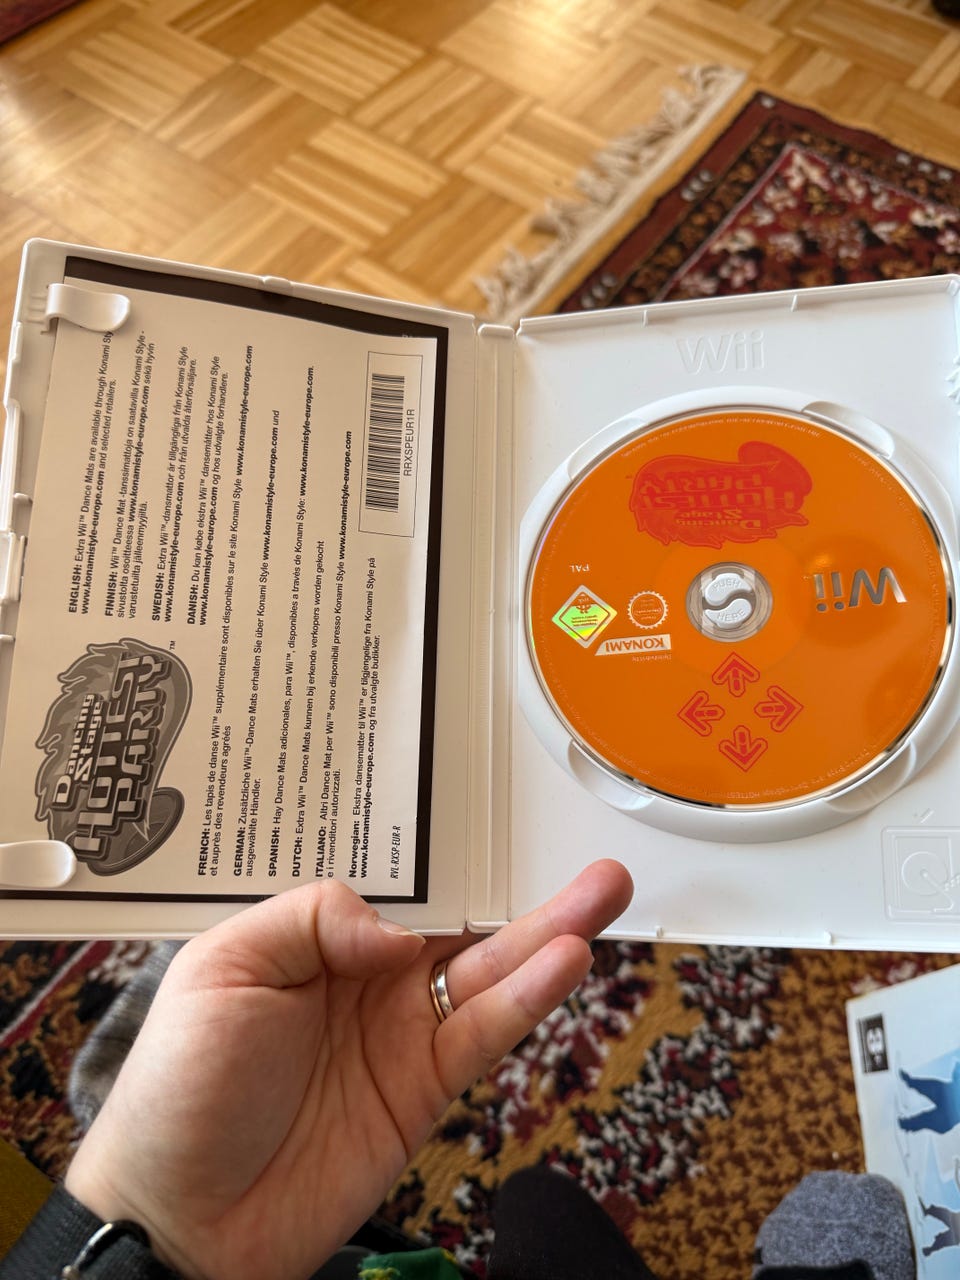 ENGLISH: Extra Wii™ Dance Mats are available through Konami Style
www.konamistyle-europe.com and selected retailers.
FINNISH: Wii™ Dance Mat -tanssimattoja on saatavilla Konami Style -
sivustolta osoitteessa www.konamistyle-europe.com sekä hyvin
varustetuilta jälleenmyyjiltä.
SWEDISH: Extra Wii™-dansmattor är tillgängliga från Konami Style
www.konamistyle-europe.com och från utvalda återförsäljare.
DANISH: Du kan købe ekstra Wii™ dansemåtter hos Konami Style
www.konamistyle-europe.com og hos udvalgte forhandlere.
FRENCH: Les tapis de danse Wii™ supplémentaire sont disponibles sur le site Konami Style www.konamistyle-europe.com
et auprès des revendeurs agréés
GERMAN: Zusätzliche Wii™-Dance Mats erhalten Sie über Konami Style www.konamistyle-europe.com und
ausgewählte Händler.
SPANISH: Hay Dance Mats adicionales, para Wii™, disponibles a través de Konami Style: www.konamistyle-europe.com.
DUTCH: Extra Wii™ Dance Mats kunnen bij erkende verkopers worden gekocht
ITALIANO: Altri Dance Mat per Wii™ sono disponibili presso Konami Style www.konamistyle-europe.com
e i rivenditori autorizzati.
Norwegian: Ekstra dansematter til Wii™ er tilgjengelige fra Konami Style på
www.konamistyle-europe.com og fra utvalgte butikker.
RVL-RXSP-EUR-R
RRXSPEUR1R
Dancing
Stage
HOTTEST
PARTY
™
Wii
Dancing
Stage
HOTTEST
PARTY
Wii
PAL
KONAMI
PUSH
HERE